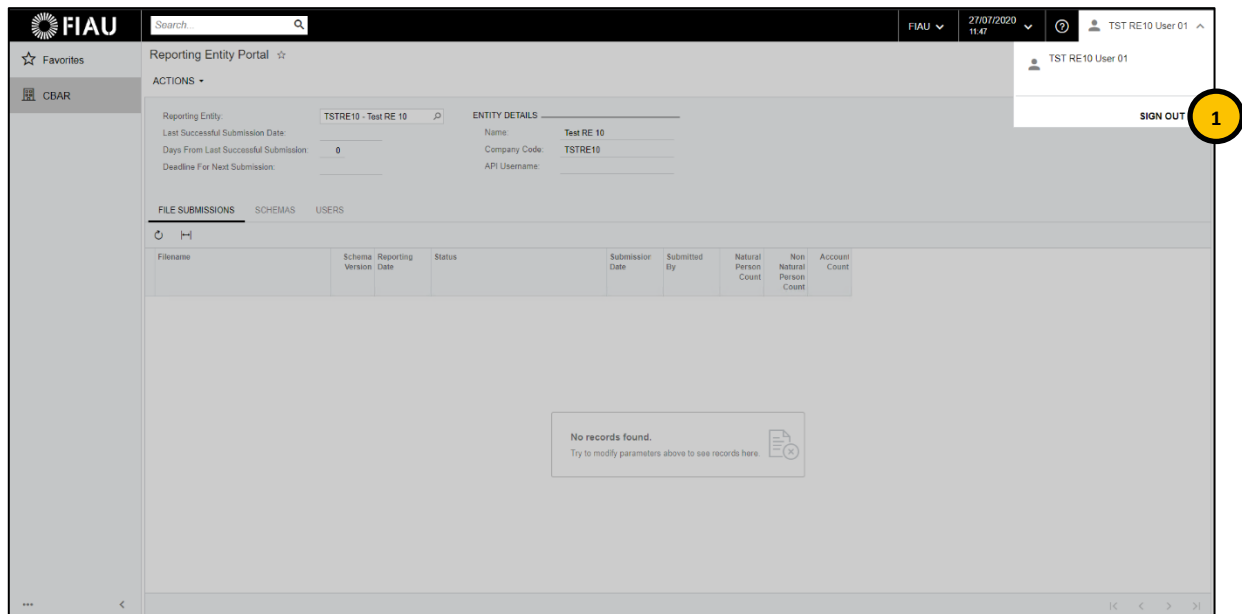 FIAU
Search...
FIAU
27/07/2020
11:47
TST RE10 User 01
Favorites
CBAR
Reporting Entity Portal
ACTIONS
TST RE10 User 01
SIGN OUT
1
Reporting Entity:
TSTRE10 - Test RE 10
Last Successful Submission Date:
Days From Last Successful Submission:
0
Deadline For Next Submission:
ENTITY DETAILS
Name:
Test RE 10
Company Code:
TSTRE10
API Username:
FILE SUBMISSIONS SCHEMAS USERS
Filename
Schema
Version
Reporting
Date
Status
Submission
Date
Submitted
By
Natural
Person
Count
Non
Natural
Person
Count
Account
Count
No records found.
Try to modify parameters above to see records here.